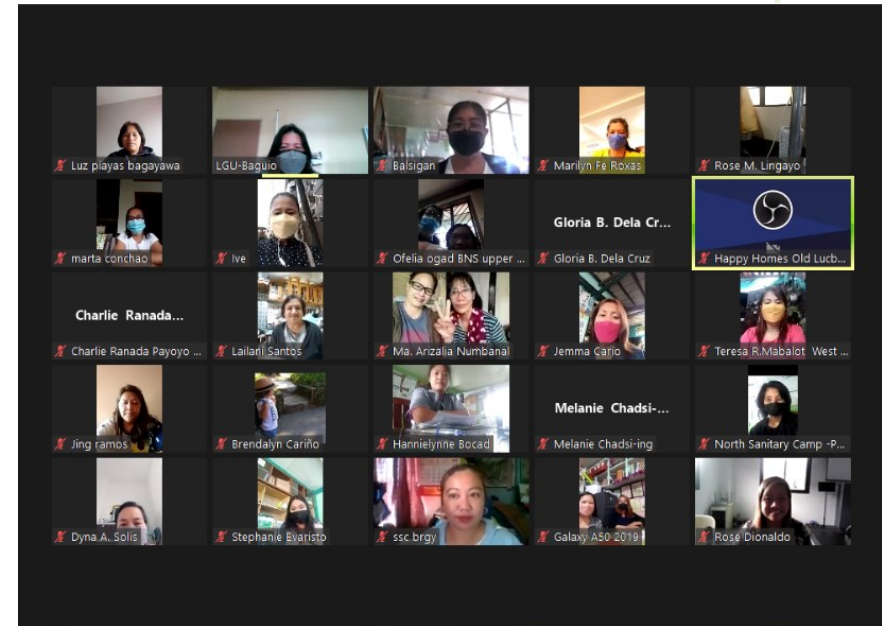 Luz playas bagayawa
LGU-Baguio
Balsigan
Marilyn Fe Roxas
Rose M. Lingayo
marta conchao
Ive
Ofelia ogad BNS upper ...
Gloria B. Dela Cr...
Gloria B. Dela Cruz
Happy Homes Old Lucb...
Charlie Ranada...
Charlie Ranada Payoyo ...
Lailani Santos
Ma. Arizalia Numbanal
Jemma Cario
Teresa R.Mabalot West ...
Jing ramos
Brendalyn Cariño
Hannielynne Bocad
Melanie Chadsi-...
Melanie Chadsi-ing
North Sanitary Camp -P...
Dyna A. Solis
Stephanie Evaristo
ssc brgy
Galaxy A50 2019
Rose Dionaldo